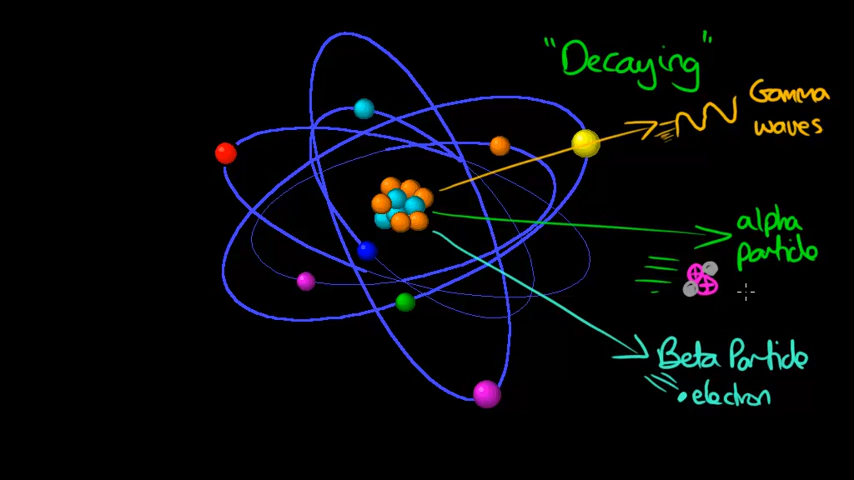 "Decaying"
Gamma
waves
alpha
particle
Beta Particle
electron